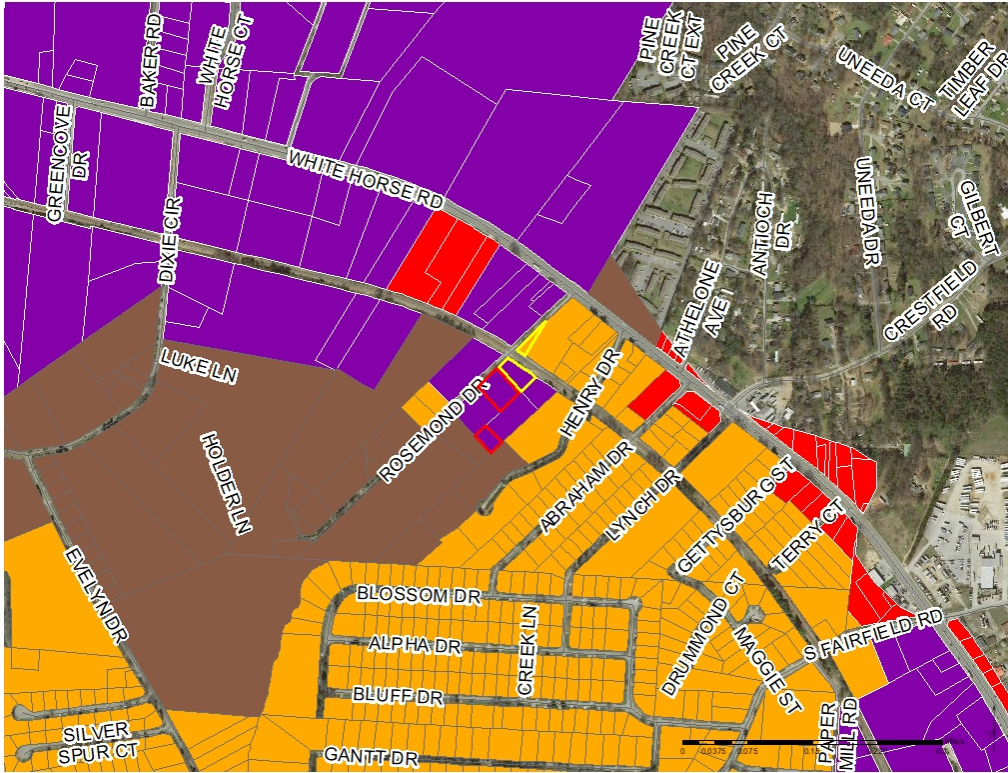 BAKER RD
WHITE
HORSE CT
PINE
CREEK
CT EXT
PINE
CREEK CT
UNEEDA CT
TIMBER
LEAF DR
GREENCOVE
DR
DIXIE CIR
WHITE HORSE RD
ANTIOCH
DR
UNEEDA DR
GILBERT
CT
CRESTFIELD
RD
ATHELONE
AVE
LUKE LN
ROSEMOND DR
HENRY DR
HOLDER LN
ABRAHAM DR
LYNCH DR
GETTYSBURG ST
TERRY CT
EVELYN DR
BLOSSOM DR
ALPHA DR
BLUFF DR
CREEK LN
DRUMMOND CT
MAGGIE ST
S FAIRFIELD RD
PAPER
MILL RD
SILVER
SPUR CT
GANTT DR
0 0.0375 0.075 0.15